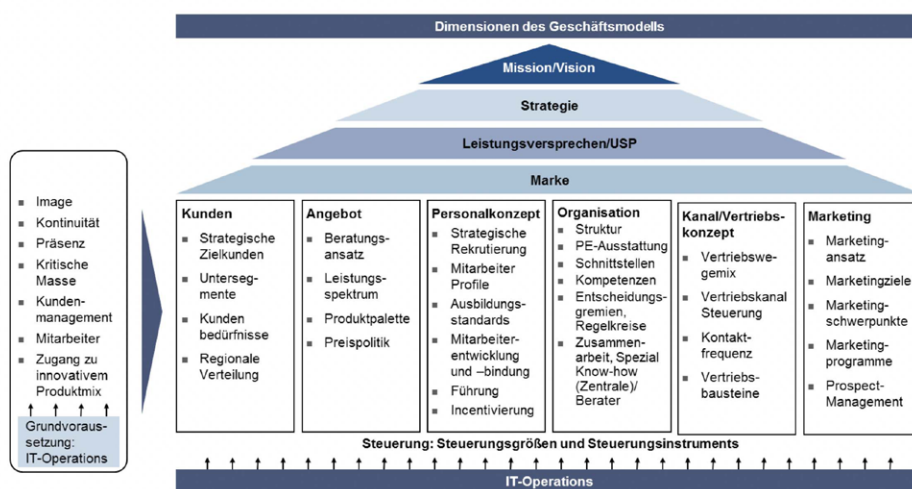 Dimensionen des Geschäftsmodells
Mission/Vision
Strategie
Leistungsversprechen/USP
Marke
Image
Kontinuität
Präsenz
Kritische
Masse
Kunden-
management
Mitarbeiter
Zugang zu
innovativem
Produktmix
Grundvoraus-
setzung:
IT-Operations
Kunden
Strategische
Zielkunden
Unterseg-
mente
Kunden
bedürfnisse
Regionale
Verteilung
Angebot
Beratungs-
ansatz
Leistungs-
spektrum
Produktpalette
Preispolitik
Personalkonzept
Strategische
Rekrutierung
Mitarbeiter
Profile
Ausbildungs-
standards
Mitarbeiter-
entwicklung
und –bindung
Führung
Incentivierung
Organisation
Struktur
PE-Ausstattung
Schnittstellen
Kompetenzen
Entscheidungs-
gremien,
Regelkreise
Zusammen-
arbeit, Spezial
Know-how
(Zentrale)/
Berater
Kanal/Vertriebs-
konzept
Vertriebswe-
gemix
Vertriebskanal
Steuerung
Kontakt-
frequenz
Vertriebs-
bausteine
Marketing
Marketing-
ansatz
Marketingziele
Marketing-
schwerpunkte
Marketing-
programme
Prospect-
Management
Steuerung: Steuerungsgrößen und Steuerungsinstruments
IT-Operations